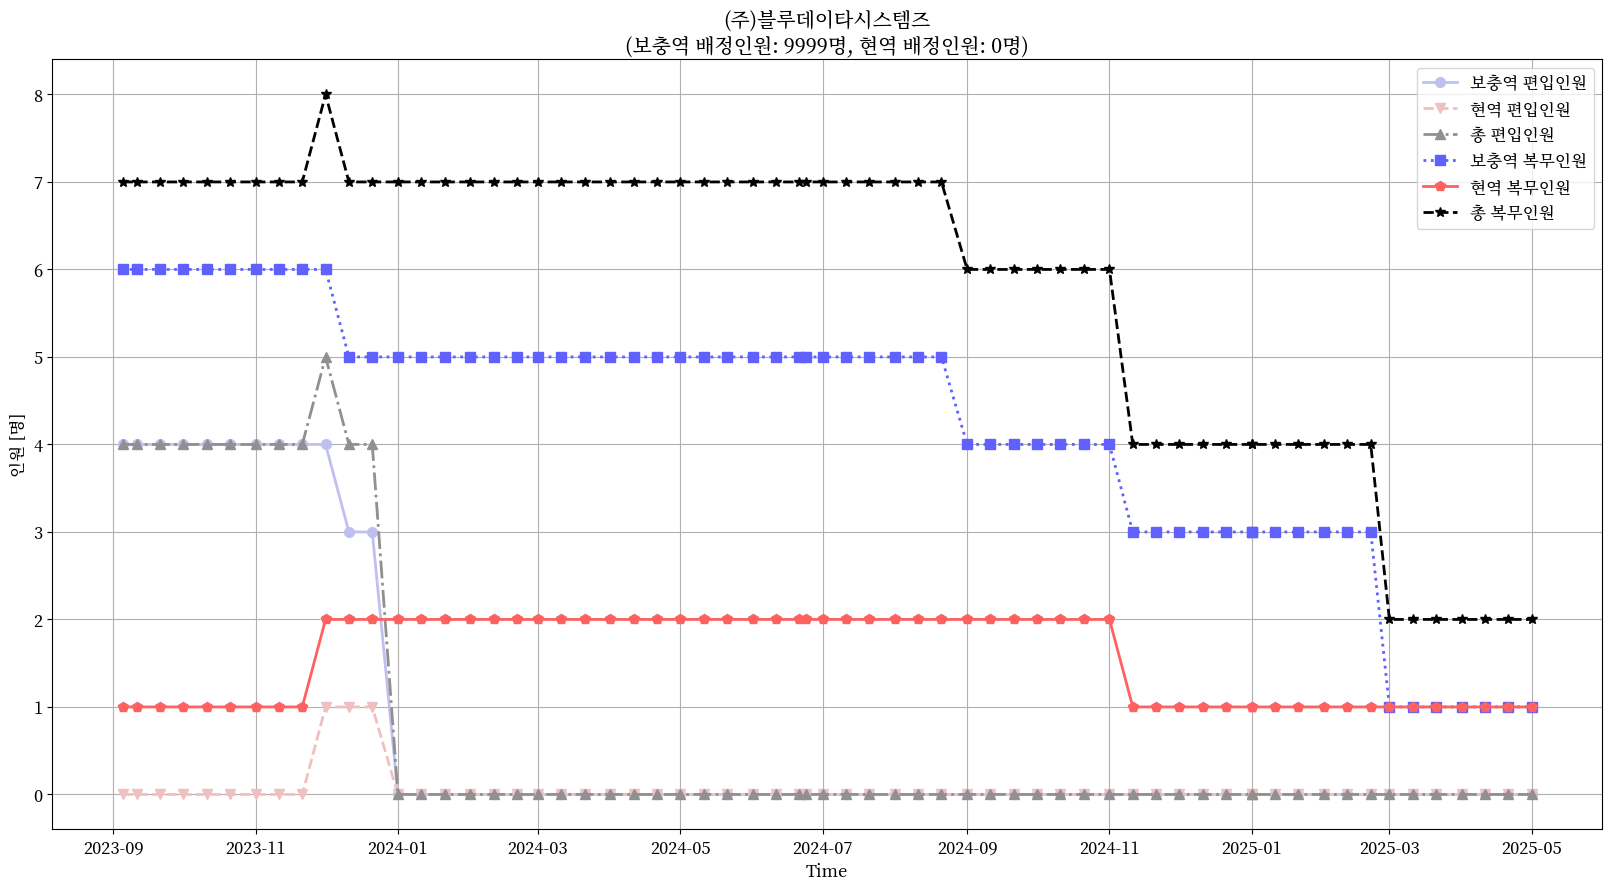 (주)블루데이타시스템즈
(보충역 배정인원: 9999명, 현역 배정인원: 0명)
보충역 편입인원
현역 편입인원
총 편입인원
보충역 복무인원
현역 복무인원
총 복무인원
인원 [명]
8
7
6
5
4
3
2
1
0
2023-09 2023-11 2024-01 2024-03 2024-05 2024-07 2024-09 2024-11 2025-01 2025-03 2025-05
Time